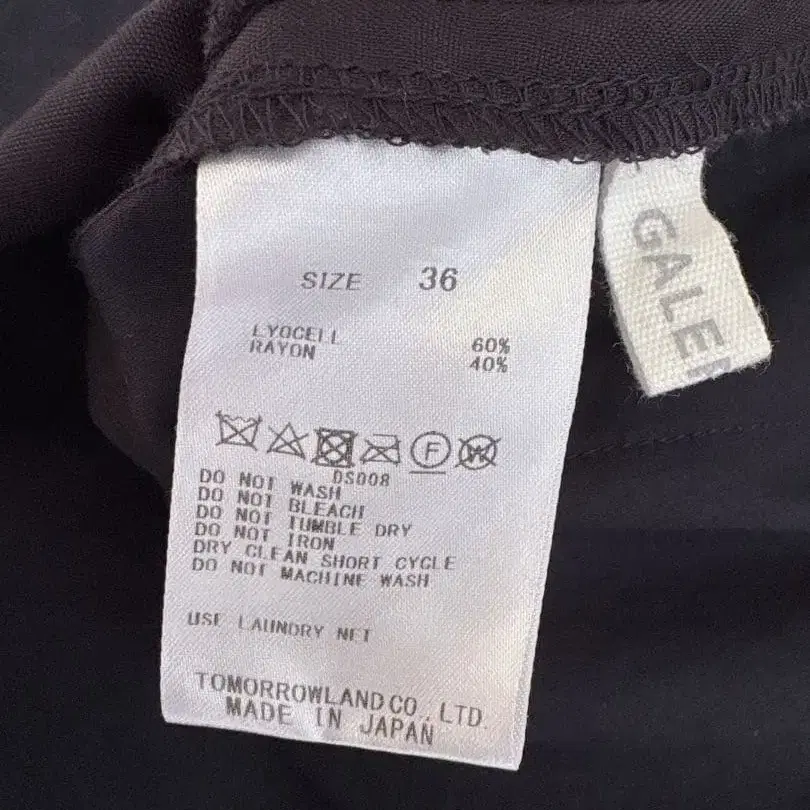 SIZE 36
LYOCELL 60%
RAYON 40%
F W
DS008
DO NOT WASH
DO NOT BLEACH
DO NOT TUMBLE DRY
DO NOT IRON
DRY CLEAN SHORT CYCLE
DO NOT MACHINE WASH
USE LAUNDRY NET
TOMORROWLAND CO., LTD.
MADE IN JAPAN